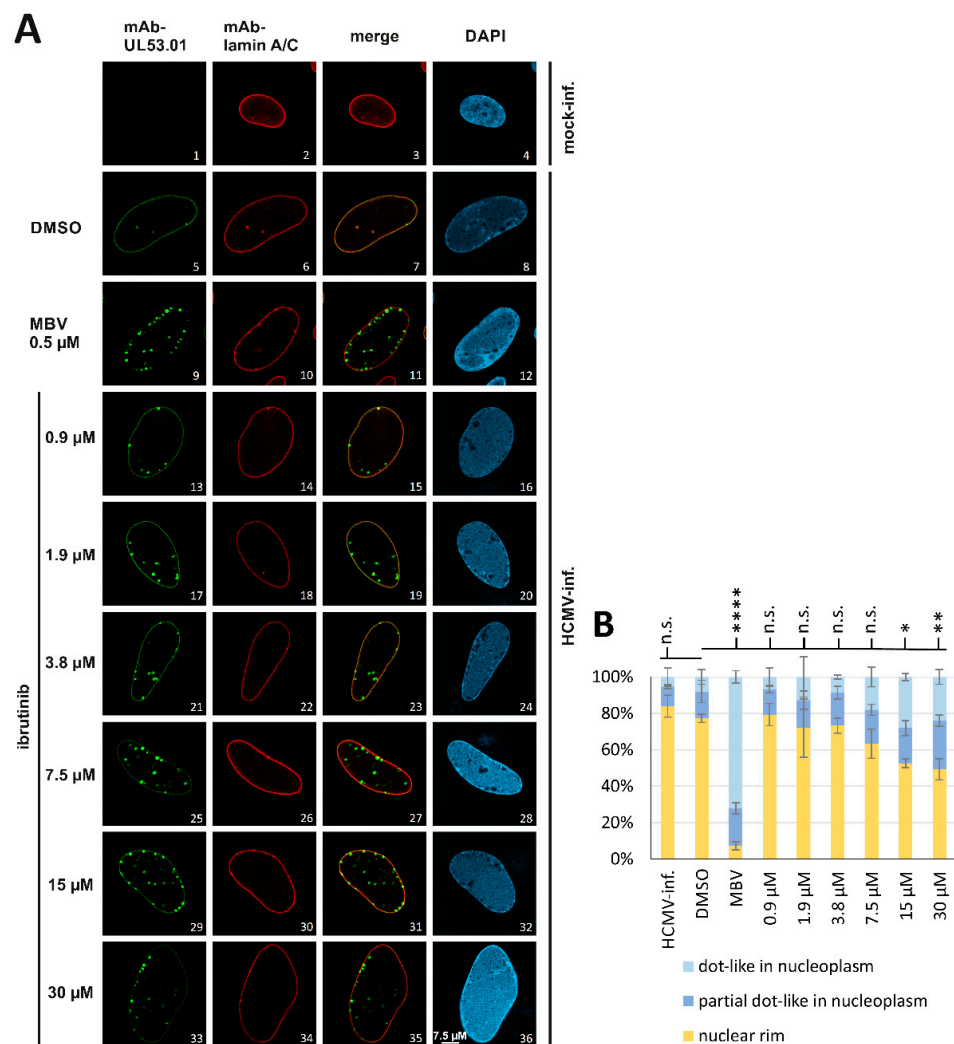 A
mAb-
UL53.01
mAb-
lamin A/C
merge
DAPI
1 2 3 4
mock-inf.
DMSO
5 6 7 8
MBV
0.5 µM
9 10 11 12
0.9 µM
13 14 15 16
1.9 µM
17 18 19 20
3.8 µM
21 22 23 24
7.5 µM
25 26 27 28
15 µM
29 30 31 32
30 µM
33 34 35 7.5 µM 36
ibrutinib
HCMV-inf.
B
n.s. **** n.s. n.s. n.s. n.s. * **
100%
80%
60%
40%
20%
0%
HCMV-inf. DMSO MBV 0.9 µM 1.9 µM 3.8 µM 7.5 µM 15 µM 30 µM
dot-like in nucleoplasm
partial dot-like in nucleoplasm
nuclear rim